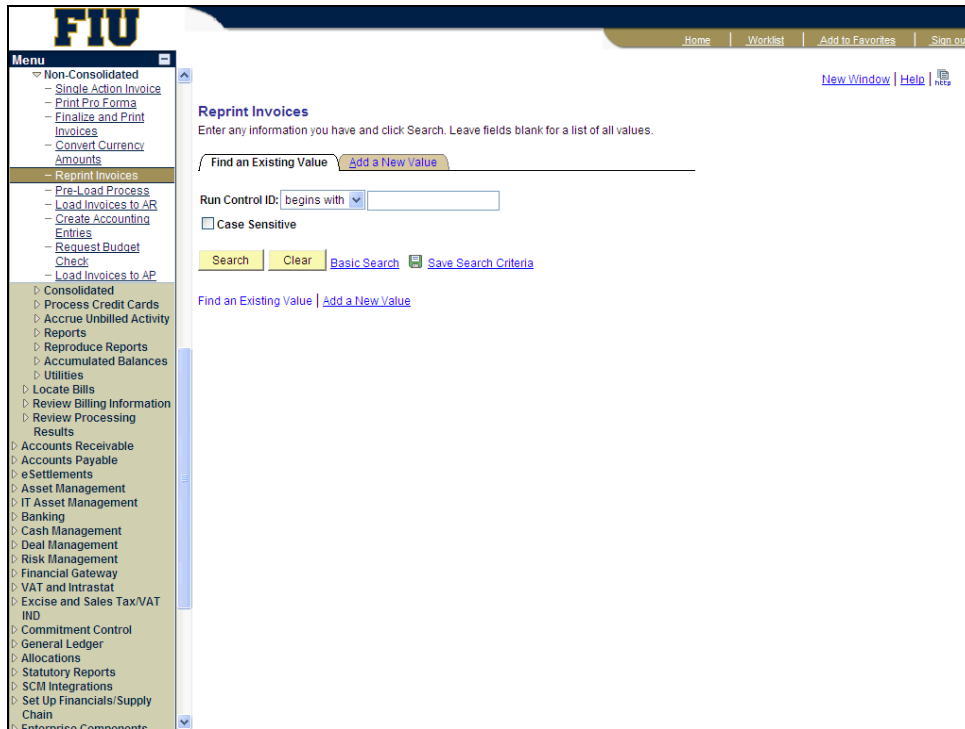 FIU
Home | Worklist | Add to Favorites | Sign ou
Menu
New Window | Help | http
Non-Consolidated
Single Action Invoice
Print Pro Forma
Finalize and Print
Invoices
Convert Currency
Amounts
Reprint Invoices
Pre-Load Process
Load Invoices to AR
Create Accounting
Entries
Request Budget
Check
Load Invoices to AP
Consolidated
Process Credit Cards
Accrue Unbilled Activity
Reports
Reproduce Reports
Accumulated Balances
Utilities
Locate Bills
Review Billing Information
Review Processing
Results
Accounts Receivable
Accounts Payable
eSettlements
Asset Management
IT Asset Management
Banking
Cash Management
Deal Management
Risk Management
Financial Gateway
VAT and Intrastat
Excise and Sales Tax/VAT
IND
Commitment Control
General Ledger
Allocations
Statutory Reports
SCM Integrations
Set Up Financials/Supply
Chain
Enterprise Components
Reprint Invoices
Enter any information you have and click Search. Leave fields blank for a list of all values.
Find an Existing Value Add a New Value
Run Control ID: begins with
Case Sensitive
Search Clear Basic Search Save Search Criteria
Find an Existing Value | Add a New Value